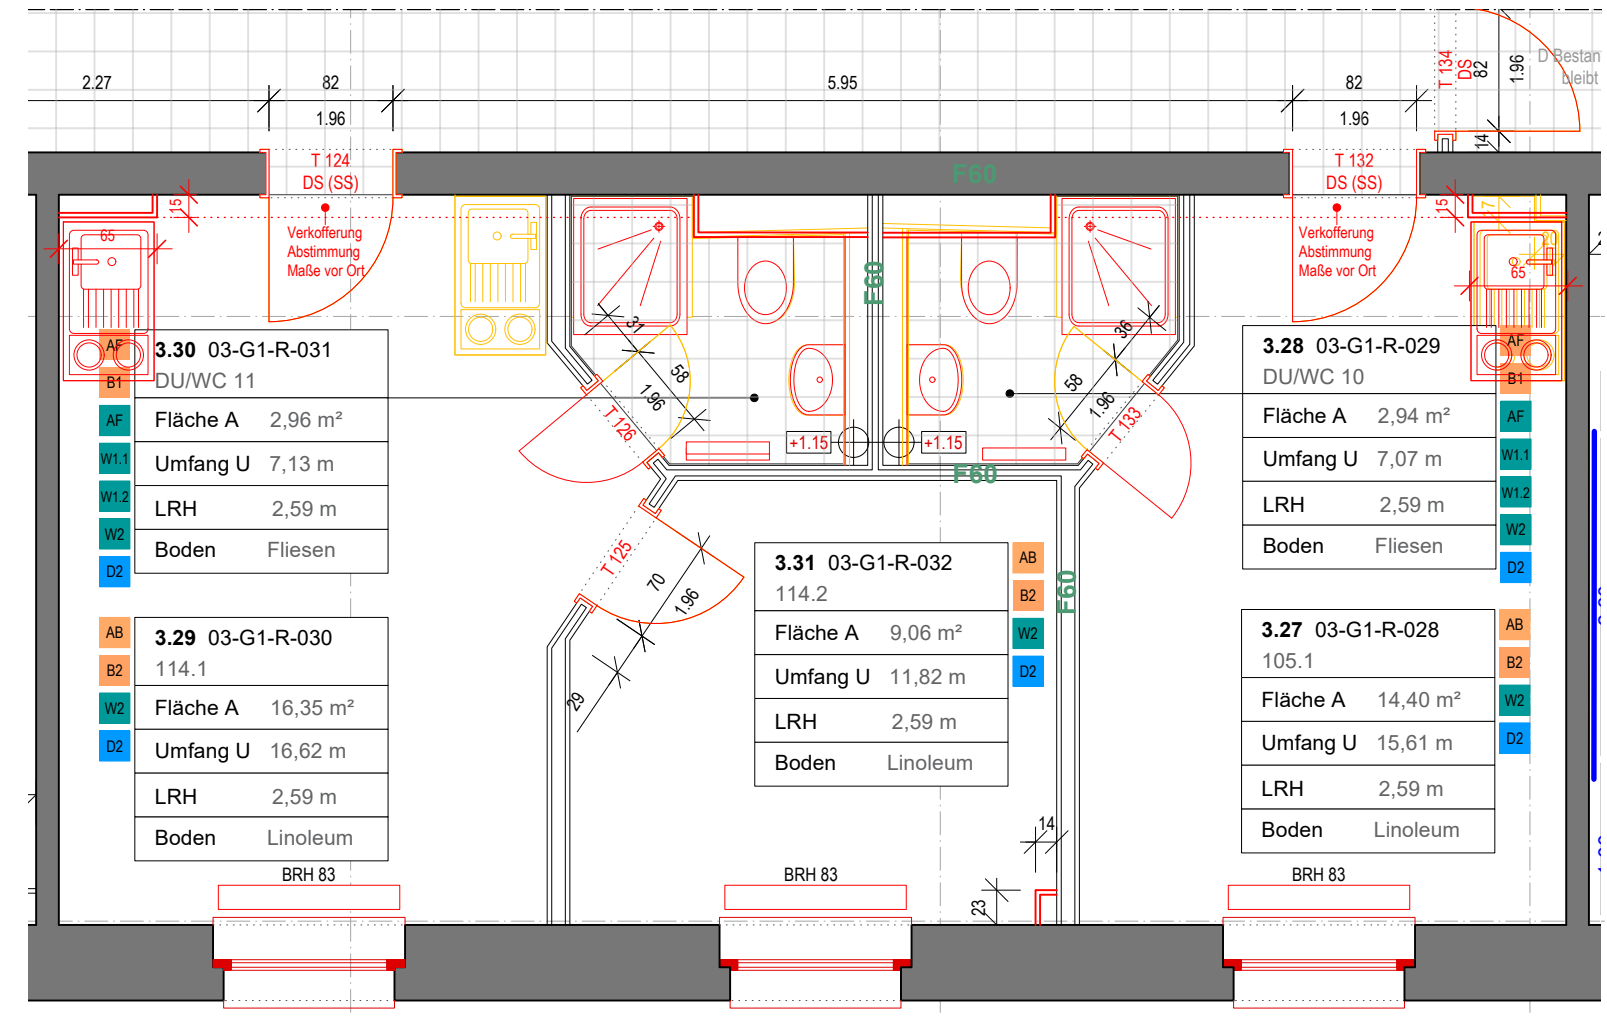 2.27
82
1.96
5.95
82
1.96
T 134
DS
82
1.96
D Bestan
bleibt
14
T 124
DS (SS)
F60
T 132
DS (SS)
15
65
Verkofferung
Abstimmung
Maße vor Ort
F60
Verkofferung
Abstimmung
Maße vor Ort
15
17
20
65
31
58
1.96
T 126
36
58
1.96
T 133
+1.15
+1.15
F60
AF
B1
AF
W1.1
W1.2
W2
D2
3.30 03-G1-R-031
DU/WC 11
Fläche A 2,96 m²
Umfang U 7,13 m
LRH 2,59 m
Boden Fliesen
3.28 03-G1-R-029
DU/WC 10
Fläche A 2,94 m²
Umfang U 7,07 m
LRH 2,59 m
Boden Fliesen
AF
B1
AF
W1.1
W1.2
W2
D2
T 125
70
1.96
29
3.31 03-G1-R-032
114.2
Fläche A 9,06 m²
Umfang U 11,82 m
LRH 2,59 m
Boden Linoleum
AB
B2
W2
D2
F60
AB
B2
W2
D2
3.29 03-G1-R-030
114.1
Fläche A 16,35 m²
Umfang U 16,62 m
LRH 2,59 m
Boden Linoleum
3.27 03-G1-R-028
105.1
Fläche A 14,40 m²
Umfang U 15,61 m
LRH 2,59 m
Boden Linoleum
AB
B2
W2
D2
14
23
BRH 83
BRH 83
BRH 83